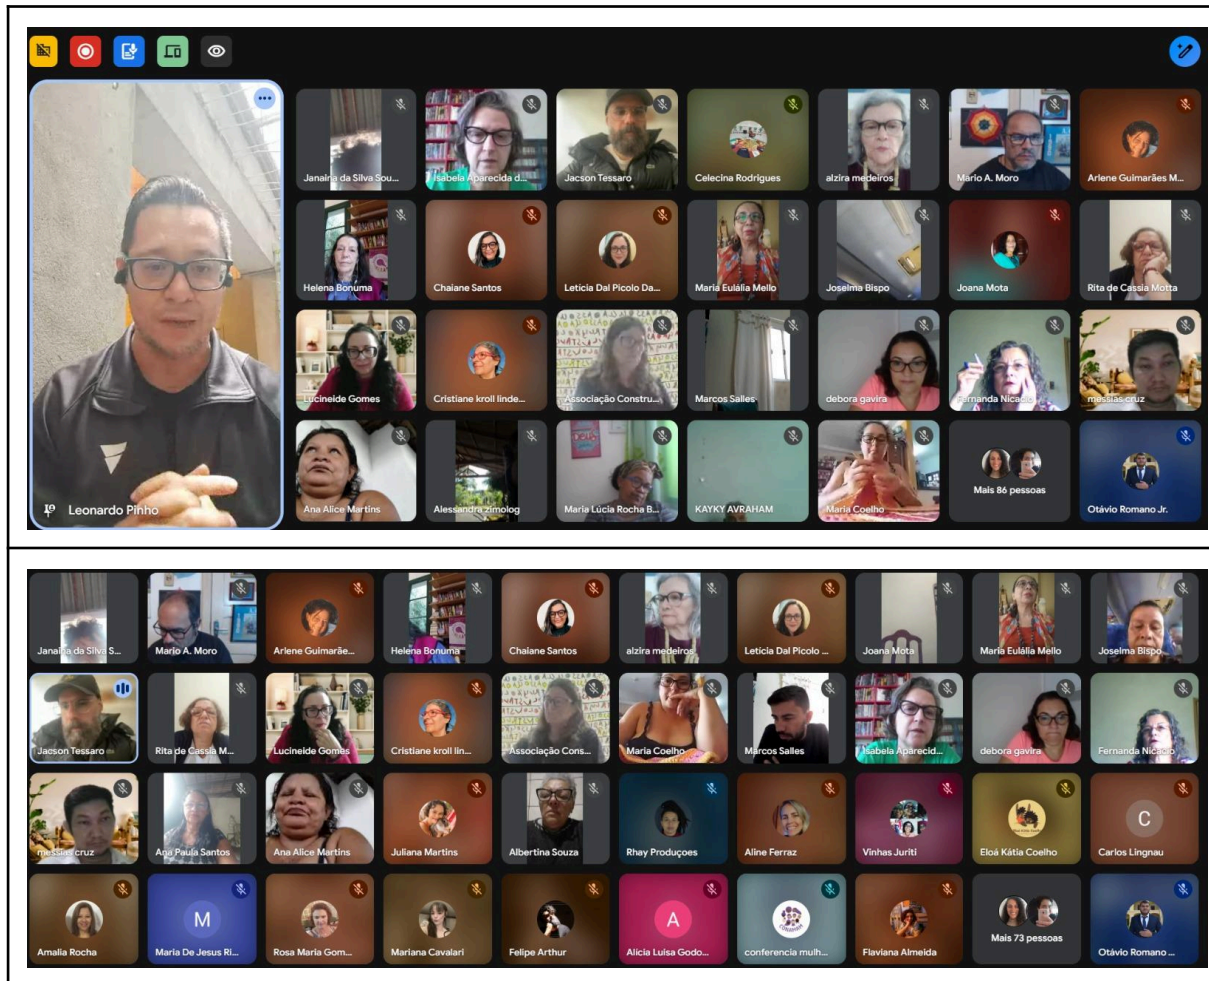 Janaina da Silva Sou...
Isabela Aparecida d...
Jacson Tessaro
Celecina Rodrigues
alzira medeiros
Mario A. Moro
Arlene Guimarães M...
Helena Bonuma
Chaiane Santos
Letícia Dal Picolo Da...
Maria Eulália Mello
Joselma Bispo
Joana Mota
Rita de Cassia Motta
Lucineide Gomes
Cristiane kroll linde...
Associação Constru...
Marcos Salles
debora gavira
Fernanda Nicacio
messias cruz
Leonardo Pinho
Ana Alice Martins
Alessandra zimolog
Maria Lúcia Rocha B...
KAYKY AVRAHAM
Maria Coelho
Mais 86 pessoas
Otávio Romano Jr.
Janaina da Silva S...
Mario A. Moro
Arlene Guimarãe...
Helena Bonuma
Chaiane Santos
alzira medeiros
Letícia Dal Picolo ...
Joana Mota
Maria Eulália Mello
Joselma Bispo
Jacson Tessaro
Rita de Cassia M...
Lucineide Gomes
Cristiane kroll lin...
Associação Cons...
Maria Coelho
Marcos Salles
Isabela Aparecid...
debora gavira
Fernanda Nicacio
messias cruz
Ana Paula Santos
Ana Alice Martins
Juliana Martins
Albertina Souza
Rhay Produçoes
Aline Ferraz
Vinhas Juriti
Eloá Kátia Coelho
C
Carlos Lingnau
Amalia Rocha
M
Maria De Jesus Ri...
Rosa Maria Gom...
Mariana Cavalari
Felipe Arthur
A
Alicia Luisa Godo...
conferencia mulh...
Flaviana Almeida
Mais 73 pessoas
Otávio Romano ...